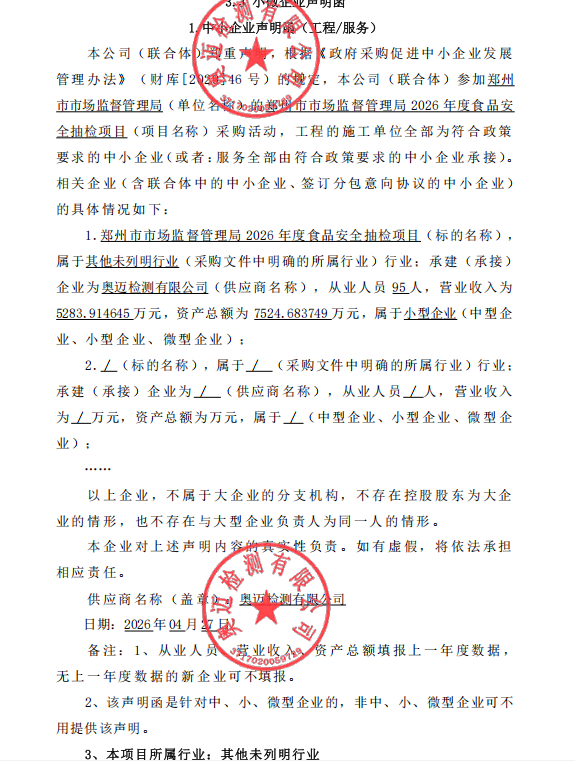 3.3 小微企业声明函
1.中小企业声明函（工程/服务）
本公司（联合体）郑重声明，根据《政府采购促进中小企业发展
管理办法》（财库[2020]46 号）的规定，本公司（联合体）参加郑州
市市场监督管理局（单位名称）的郑州市市场监督管理局 2026 年度食品安
全抽检项目（项目名称）采购活动，工程的施工单位全部为符合政策
要求的中小企业（或者：服务全部由符合政策要求的中小企业承接）。
相关企业（含联合体中的中小企业、签订分包意向协议的中小企业）
的具体情况如下：
1.郑州市市场监督管理局 2026 年度食品安全抽检项目（标的名称），
属于其他未列明行业（采购文件中明确的所属行业）行业；承建（承接）
企业为奥迈检测有限公司（供应商名称），从业人员 95人，营业收入为
5283.914645 万元，资产总额为 7524.683749 万元，属于小型企业（中型企
业、小型企业、微型企业）；
2. / （标的名称），属于 / （采购文件中明确的所属行业）行业；
承建（承接）企业为 / （供应商名称），从业人员 / 人，营业收入
为 / 万元，资产总额为万元，属于 / （中型企业、小型企业、微型企
业）；
……
以上企业，不属于大企业的分支机构，不存在控股股东为大企
业的情形，也不存在与大型企业负责人为同一人的情形。
本企业对上述声明内容的真实性负责。如有虚假，将依法承担
相应责任。
供应商名称（盖章）：奥迈检测有限公司
日期：2026 年 04 月 27 日
备注：1、从业人员、营业收入、资产总额填报上一年度数据，
无上一年度数据的新企业可不填报。
2、该声明函是针对中、小、微型企业的，非中、小、微型企业可不
用提供该声明。
3、本项目所属行业：其他未列明行业
奥迈检测有限公司
奥迈检测有限公司